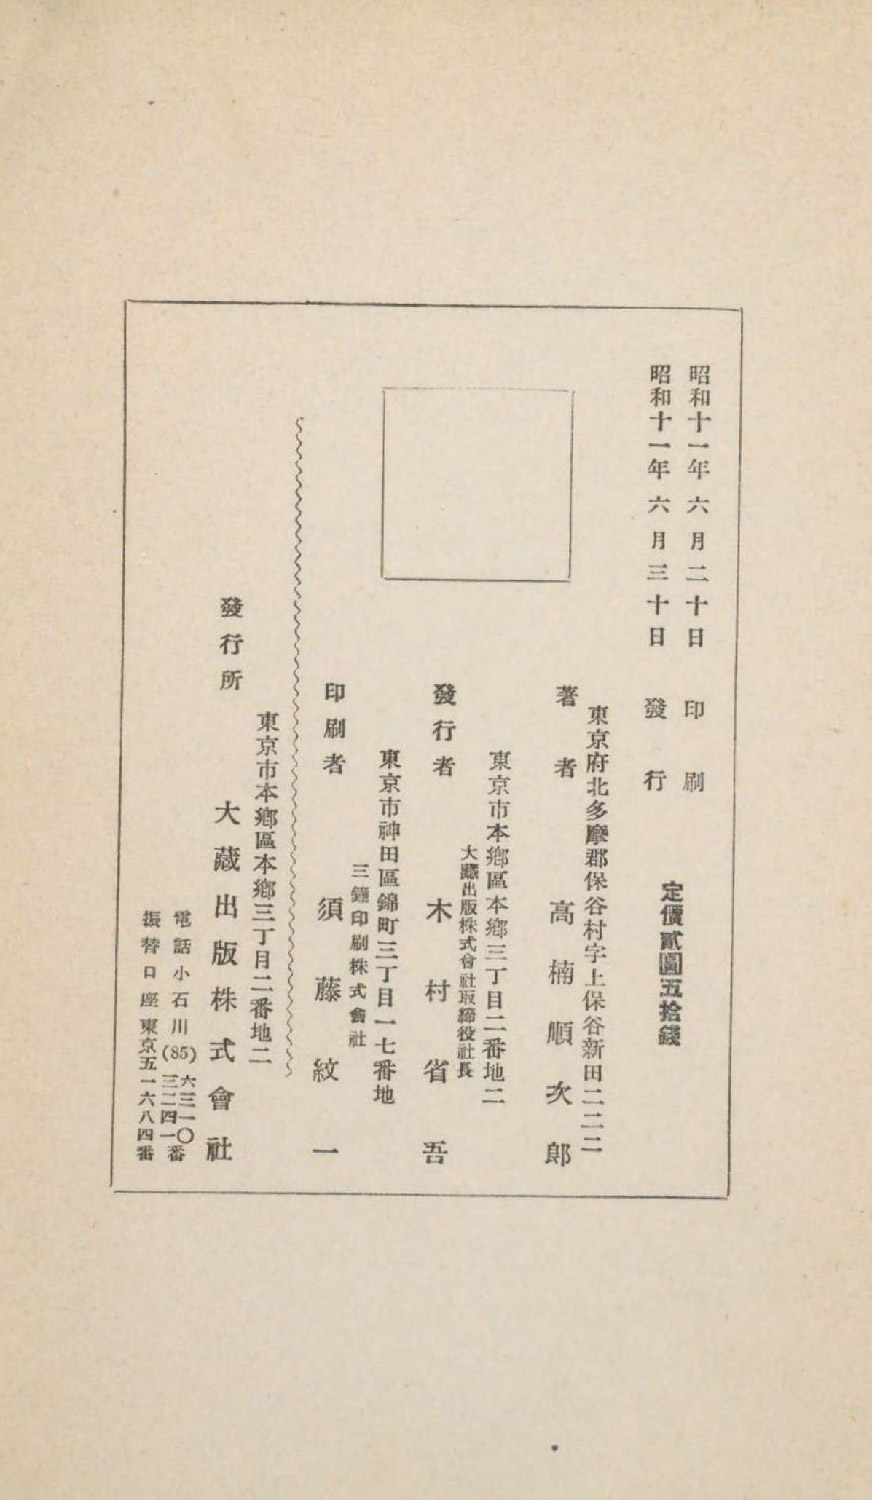 昭和十一年六月二十日印刷
昭和十一年六月三十日發行
定價貳圓五拾錢
東京府北多摩郡保谷村字上保谷新田二二二
著者 高楠順次郎
東京市本鄉區本鄉三丁目二番地二
大藏出版株式會社取締役社長
發行者 木村省吾
東京市神田區錦町三丁目一七番地
三鐘印刷株式會社
印刷者 須藤紋一
東京市本鄉區本鄉三丁目二番地二
發行所 大藏出版株式會社
電話小石川(85)六三一〇 三二四一番
振替口座東京五一六八四番